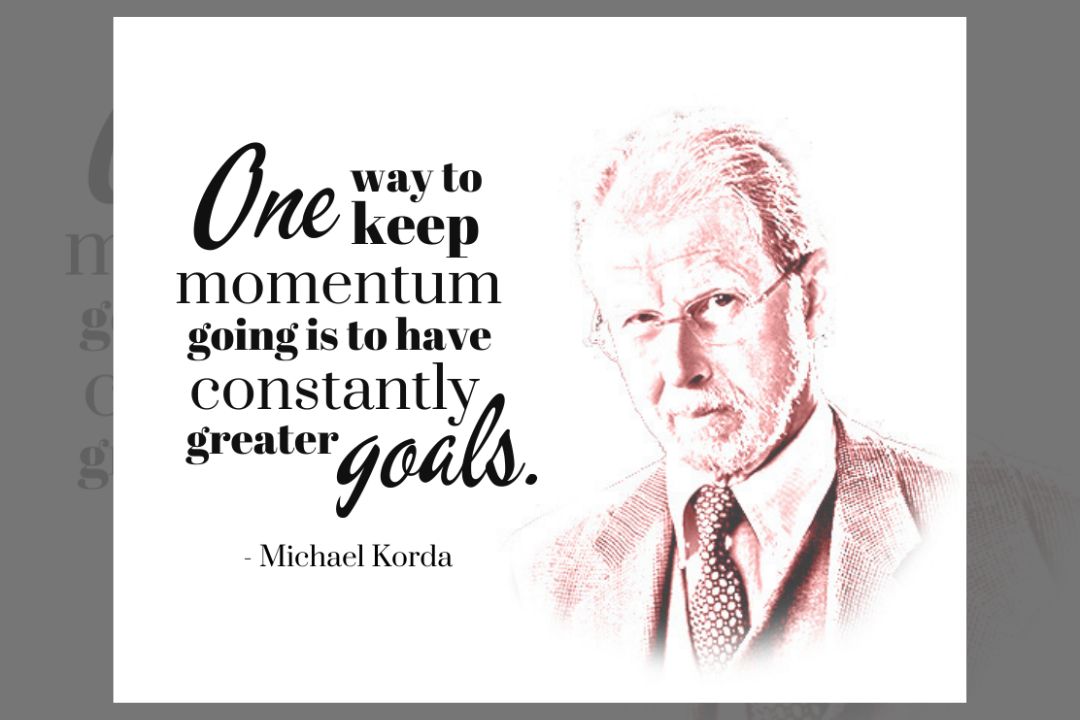 One way to
keep
momentum
going is to have
constantly
greater goals.
- Michael Korda